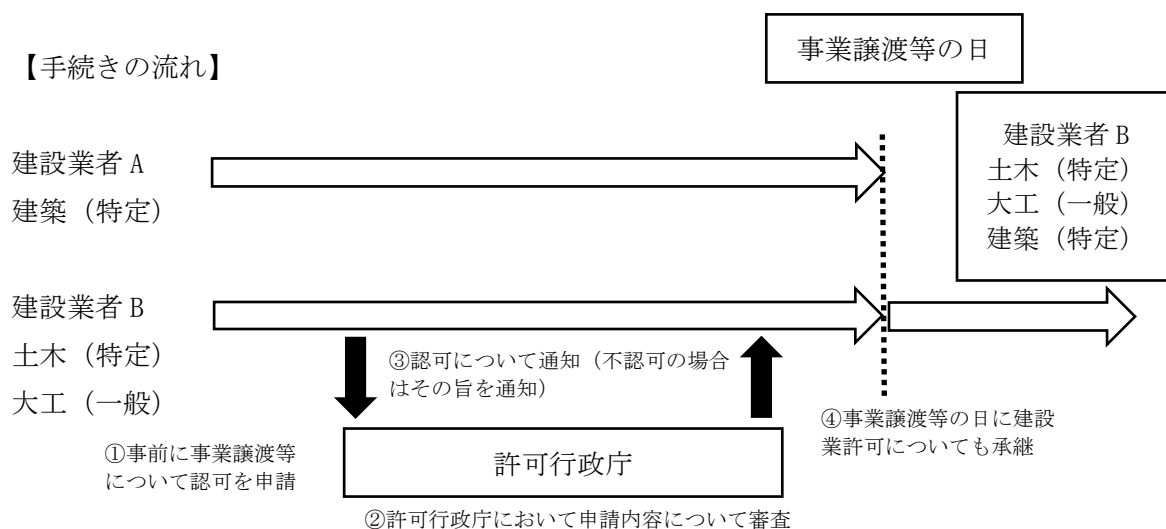 事業譲渡等の日
【手続きの流れ】
建設業者 A
建築（特定）
建設業者 B
土木（特定）
大工（一般）
建築（特定）
建設業者 B
土木（特定）
大工（一般）
③認可について通知（不認可の場合
はその旨を通知）
①事前に事業譲渡等
について認可を申請
許可行政庁
④事業譲渡等の日に建設
業許可についても承継
②許可行政庁において申請内容について審査